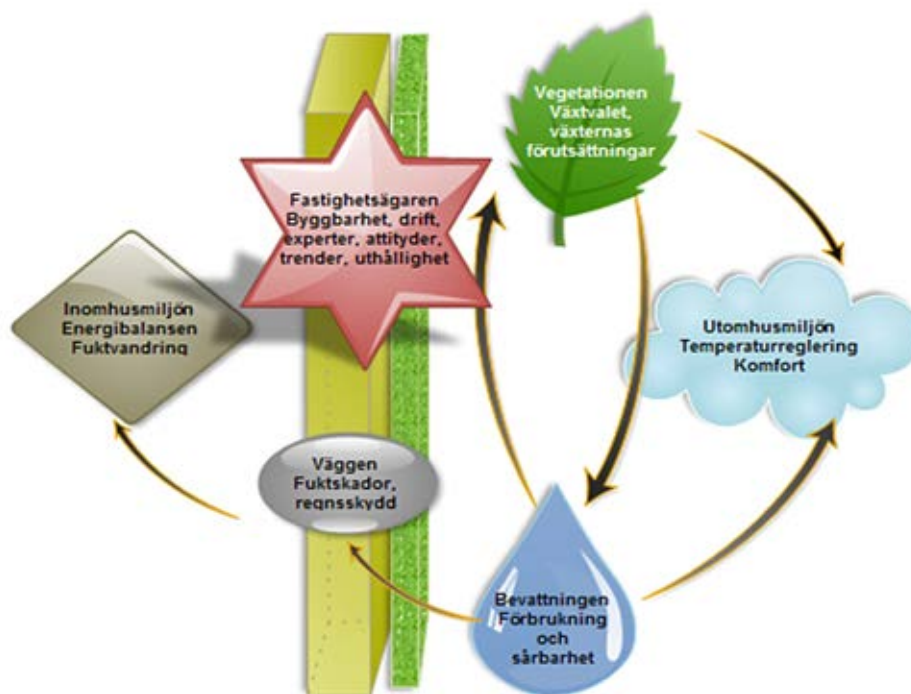 Vegetationen
Växtvalet,
växternas
förutsättningar
Fastighetsägaren
Byggbarhet, drift,
experter, attityder,
trender, uthållighet
Inomhusmiljön
Energibalansen
Fuktvandring
Utomhusmiljön
Temperaturreglering
Komfort
Väggen
Fuktskador,
regnsskydd
Bevattningen
Förbrukning
och
sårbarhet